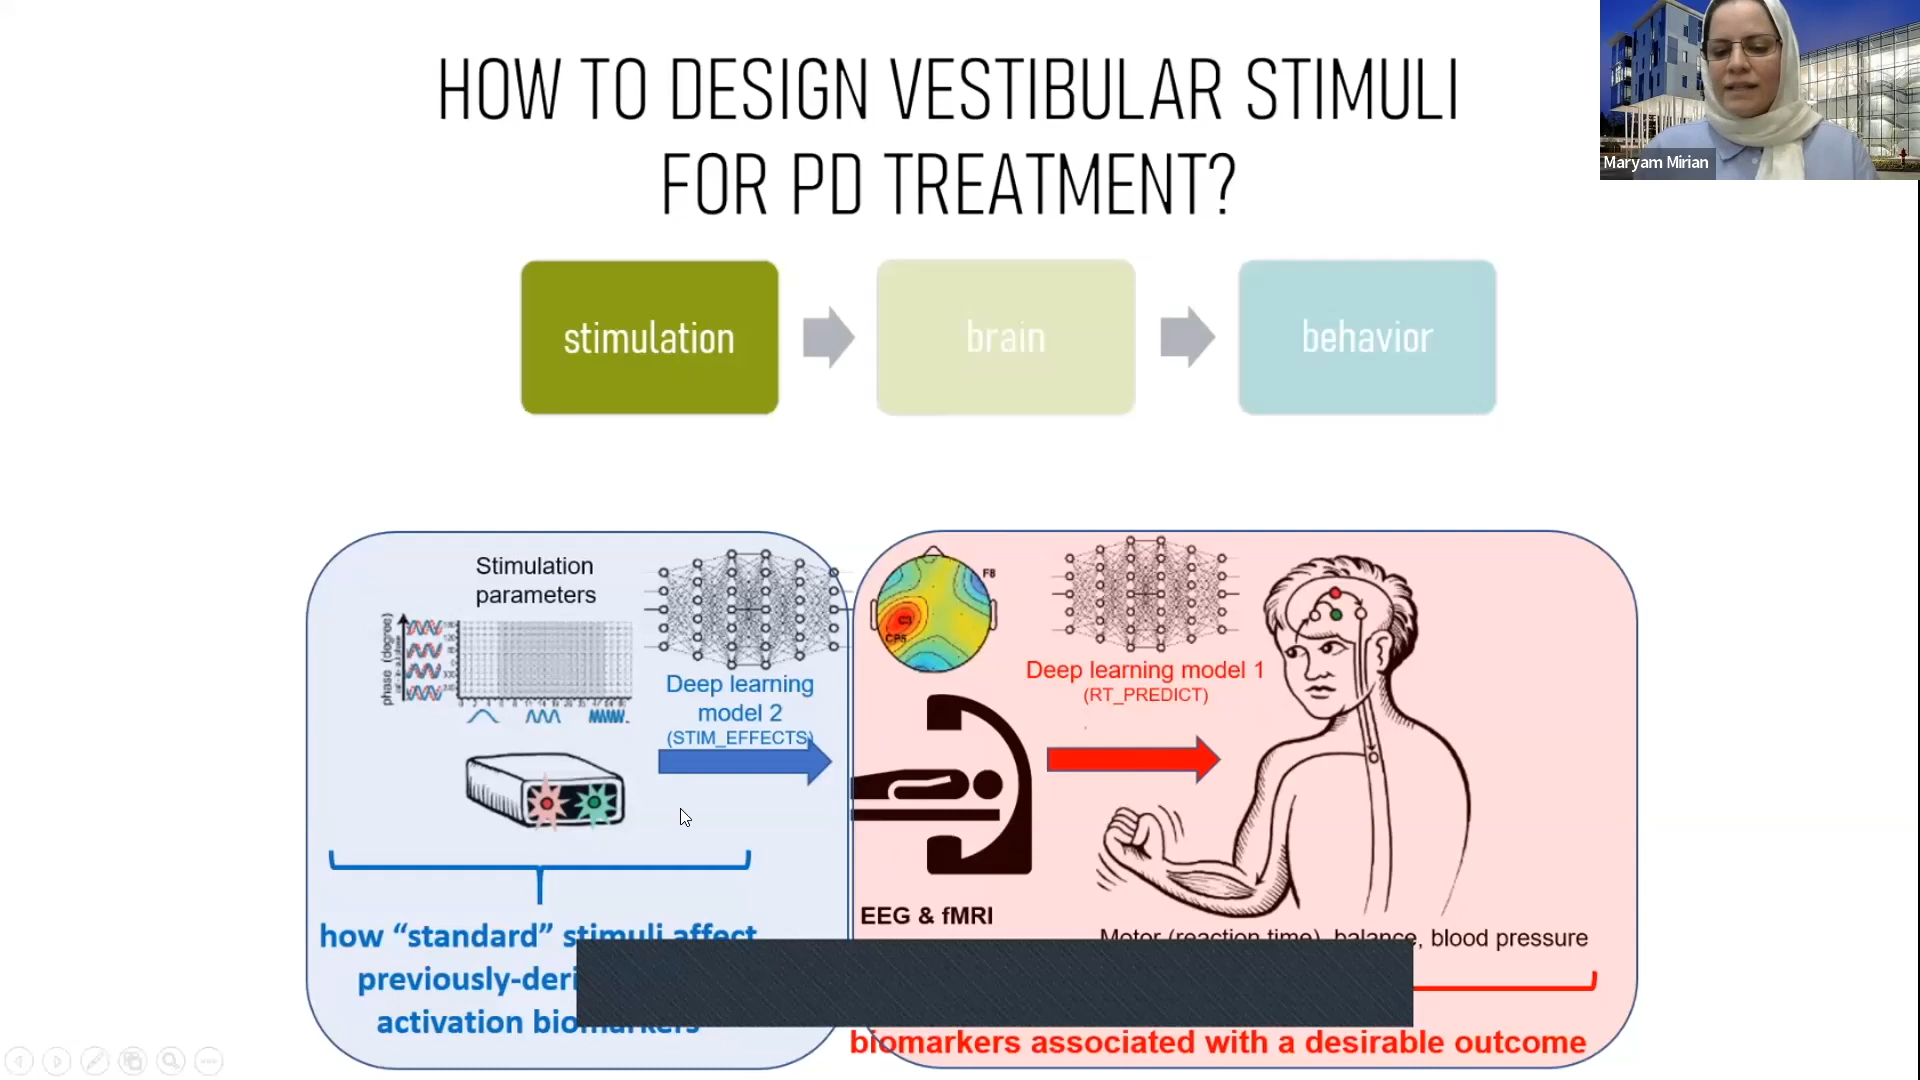 HOW TO DESIGN VESTIBULAR STIMULI
FOR PD TREATMENT?
Maryam Mirian
stimulation
brain
behavior
Stimulation
parameters
phase (degree)
Deep learning
model 2
(STIM_EFFECTS)
how “standard” stimuli affect
previously-deri
activation biomarkers
F8
C3
CP5
Deep learning model 1
(RT_PREDICT)
EEG & fMRI
Motor (reaction time), balance, blood pressure
biomarkers associated with a desirable outcome